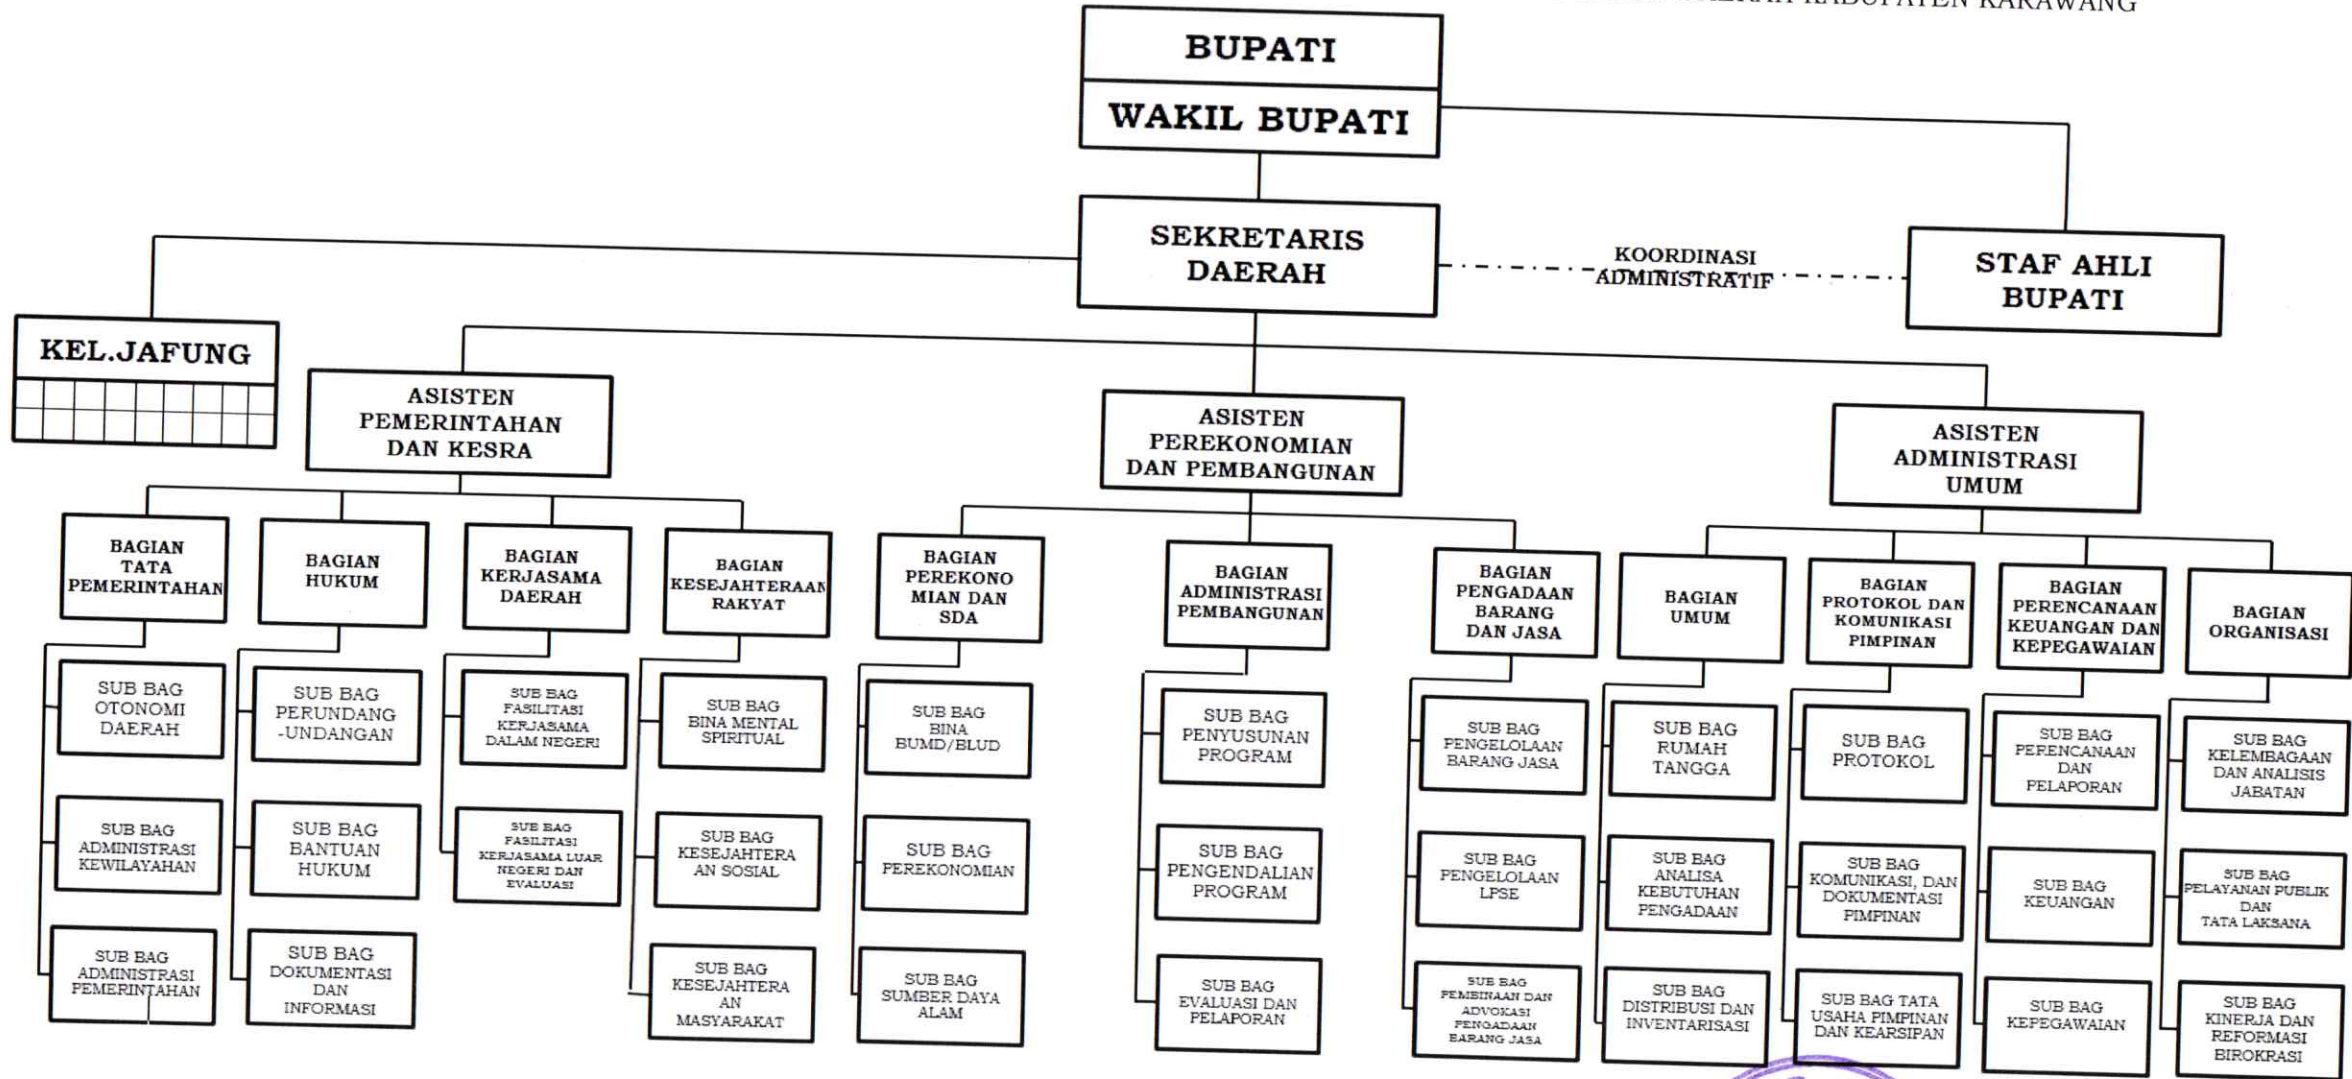 DAERAH KABUPATEN KARAWANG
BUPATI
WAKIL BUPATI
SEKRETARIS
DAERAH
KOORDINASI
ADMINISTRATIF
STAF AHLI
BUPATI
KEL.JAFUNG
ASISTEN
PEMERINTAHAN
DAN KESRA
ASISTEN
PEREKONOMIAN
DAN PEMBANGUNAN
ASISTEN
ADMINISTRASI
UMUM
BAGIAN
TATA
PEMERINTAHAN
BAGIAN
HUKUM
BAGIAN
KERJASAMA
DAERAH
BAGIAN
KESEJAHTERAAN
RAKYAT
BAGIAN
PEREKONO
MIAN DAN
SDA
BAGIAN
ADMINISTRASI
PEMBANGUNAN
BAGIAN
PENGADAAN
BARANG
DAN JASA
BAGIAN
UMUM
BAGIAN
PROTOKOL DAN
KOMUNIKASI
PIMPINAN
BAGIAN
PERENCANAAN
KEUANGAN DAN
KEPEGAWAIAN
BAGIAN
ORGANISASI
SUB BAG
OTONOMI
DAERAH
SUB BAG
PERUNDANG
-UNDANGAN
SUB BAG
FASILITASI
KERJASAMA
DALAM NEGERI
SUB BAG
BINA MENTAL
SPIRITUAL
SUB BAG
BINA
BUMD/BLUD
SUB BAG
PENYUSUNAN
PROGRAM
SUB BAG
PENGELOLAAN
BARANG JASA
SUB BAG
RUMAH
TANGGA
SUB BAG
PROTOKOL
SUB BAG
PERENCANAAN
DAN
PELAPORAN
SUB BAG
KELEMBAGAAN
DAN ANALISIS
JABATAN
SUB BAG
ADMINISTRASI
KEWILAYAHAN
SUB BAG
BANTUAN
HUKUM
SUB BAG
FASILITASI
KERJASAMA LUAR
NEGERI DAN
EVALUASI
SUB BAG
KESEJAHTERA
AN SOSIAL
SUB BAG
PEREKONOMIAN
SUB BAG
PENGENDALIAN
PROGRAM
SUB BAG
PENGELOLAAN
LPSE
SUB BAG
ANALISA
KEBUTUHAN
PENGADAAN
SUB BAG
KOMUNIKASI, DAN
DOKUMENTASI
PIMPINAN
SUB BAG
KEUANGAN
SUB BAG
PELAYANAN PUBLIK
DAN
TATA LAKSANA
SUB BAG
ADMINISTRASI
PEMERINTAHAN
SUB BAG
DOKUMENTASI
DAN
INFORMASI
SUB BAG
KESEJAHTERA
AN
MASYARAKAT
SUB BAG
SUMBER DAYA
ALAM
SUB BAG
EVALUASI DAN
PELAPORAN
SUB BAG
PEMBINAAN DAN
ADVOKASI
PENGADAAN
BARANG JASA
SUB BAG
DISTRIBUSI DAN
INVENTARISASI
SUB BAG TATA
USAHA PIMPINAN
DAN KEARSIPAN
SUB BAG
KEPEGAWAIAN
SUB BAG
KINERJA DAN
REFORMASI
BIROKRASI